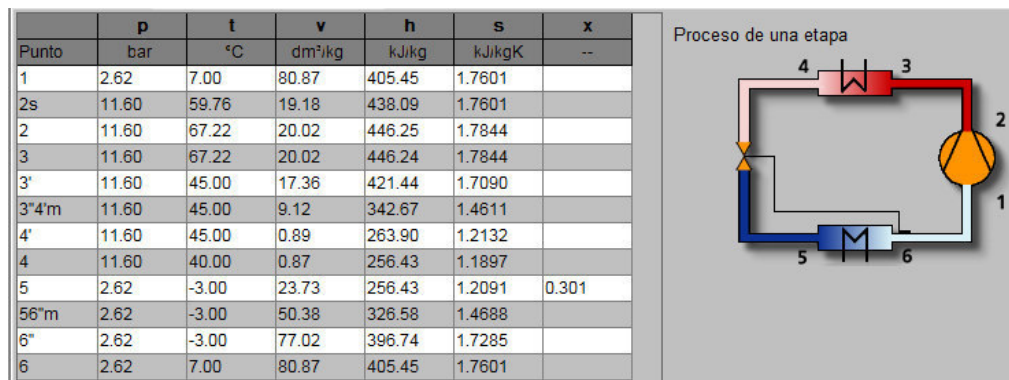 p t v h s x
Punto bar °C dm³/kg kJ/kg kJ/kgK --
1 2.62 7.00 80.87 405.45 1.7601
2s 11.60 59.76 19.18 438.09 1.7601
2 11.60 67.22 20.02 446.25 1.7844
3 11.60 67.22 20.02 446.24 1.7844
3' 11.60 45.00 17.36 421.44 1.7090
3"4'm 11.60 45.00 9.12 342.67 1.4611
4' 11.60 45.00 0.89 263.90 1.2132
4 11.60 40.00 0.87 256.43 1.1897
5 2.62 -3.00 23.73 256.43 1.2091 0.301
56"m 2.62 -3.00 50.38 326.58 1.4688
6" 2.62 -3.00 77.02 396.74 1.7285
6 2.62 7.00 80.87 405.45 1.7601
Proceso de una etapa
4 3
2
1
5 6